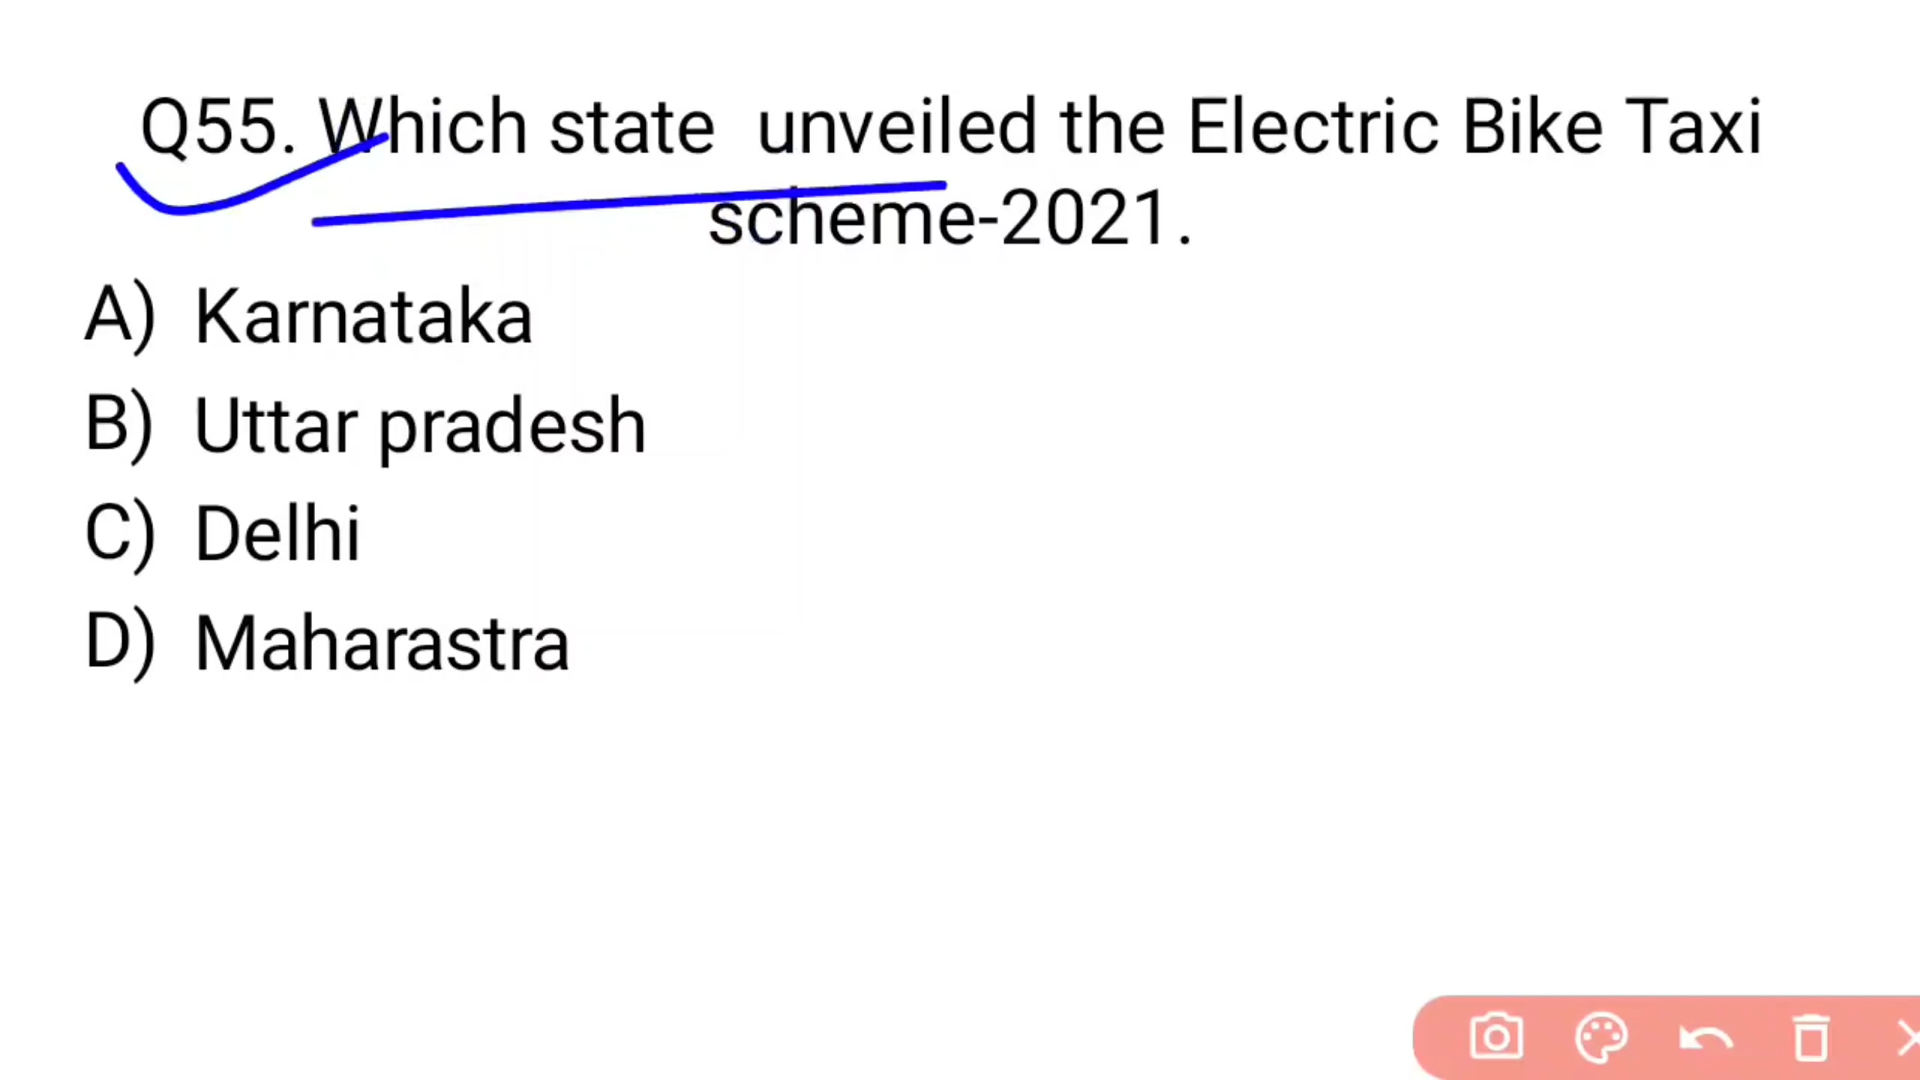 Q55. Which state  unveiled the Electric Bike Taxi
scheme-2021.
A) Karnataka
B) Uttar pradesh
C) Delhi
D) Maharastra